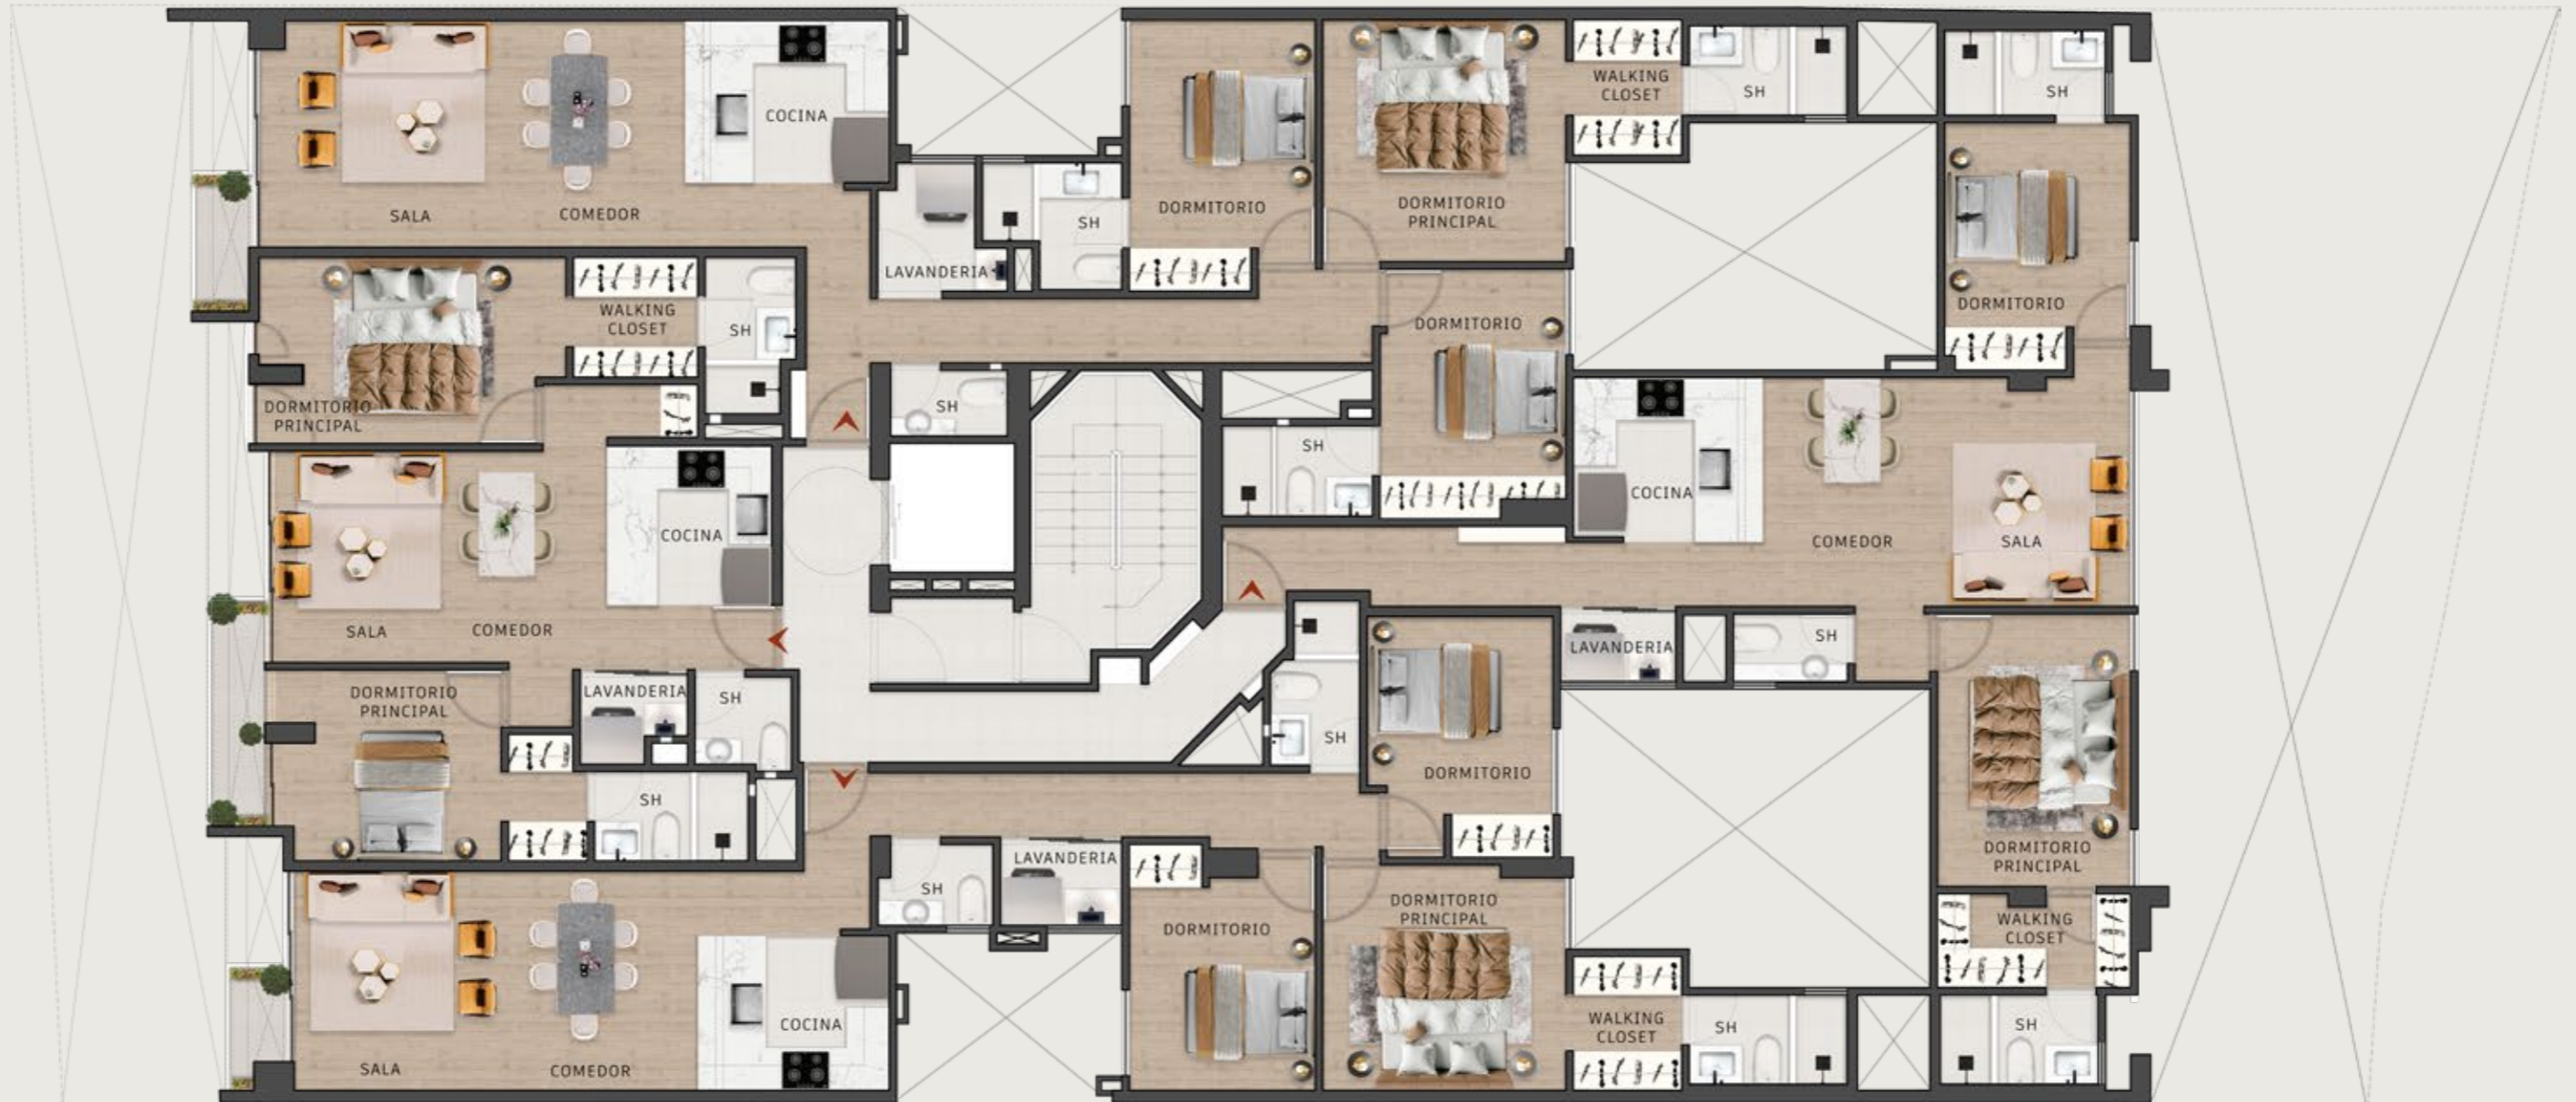 COCINA
SALA
COMEDOR
WALKING
CLOSET
SH
SH
DORMITORIO
DORMITORIO
PRINCIPAL
SH
LAVANDERIA
WALKING
CLOSET
SH
DORMITORIO
PRINCIPAL
SH
DORMITORIO
SH
DORMITORIO
COCINA
COMEDOR
SALA
COCINA
SALA
COMEDOR
DORMITORIO
PRINCIPAL
LAVANDERIA
SH
SH
SH
DORMITORIO
LAVANDERIA
SH
DORMITORIO
PRINCIPAL
WALKING
CLOSET
SH
SH
LAVANDERIA
DORMITORIO
DORMITORIO
PRINCIPAL
WALKING
CLOSET
SH
COCINA
SALA
COMEDOR